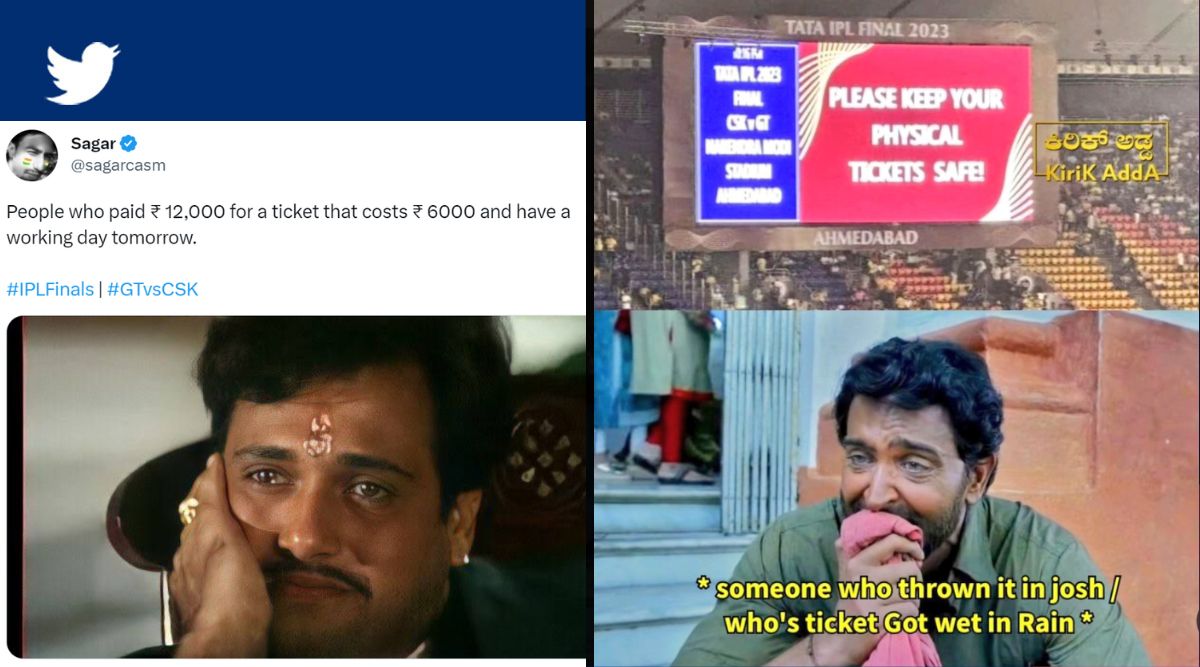 Sagar
@sagarcasm
People who paid ₹ 12,000 for a ticket that costs ₹ 6000 and have a
working day tomorrow.
#IPLFinals | #GTvsCSK
TATA IPL FINAL 2023
TATA IPL 2023
FINAL
CSK v GT
NARENDRA MODI
STADIUM
AHMEDABAD
PLEASE KEEP YOUR
PHYSICAL
TICKETS SAFE!
AHMEDABAD
ಕಿರಿಕ್ ಅಡ್ಡ
KiriK AddA
* someone who thrown it in josh /
who's ticket Got wet in Rain *